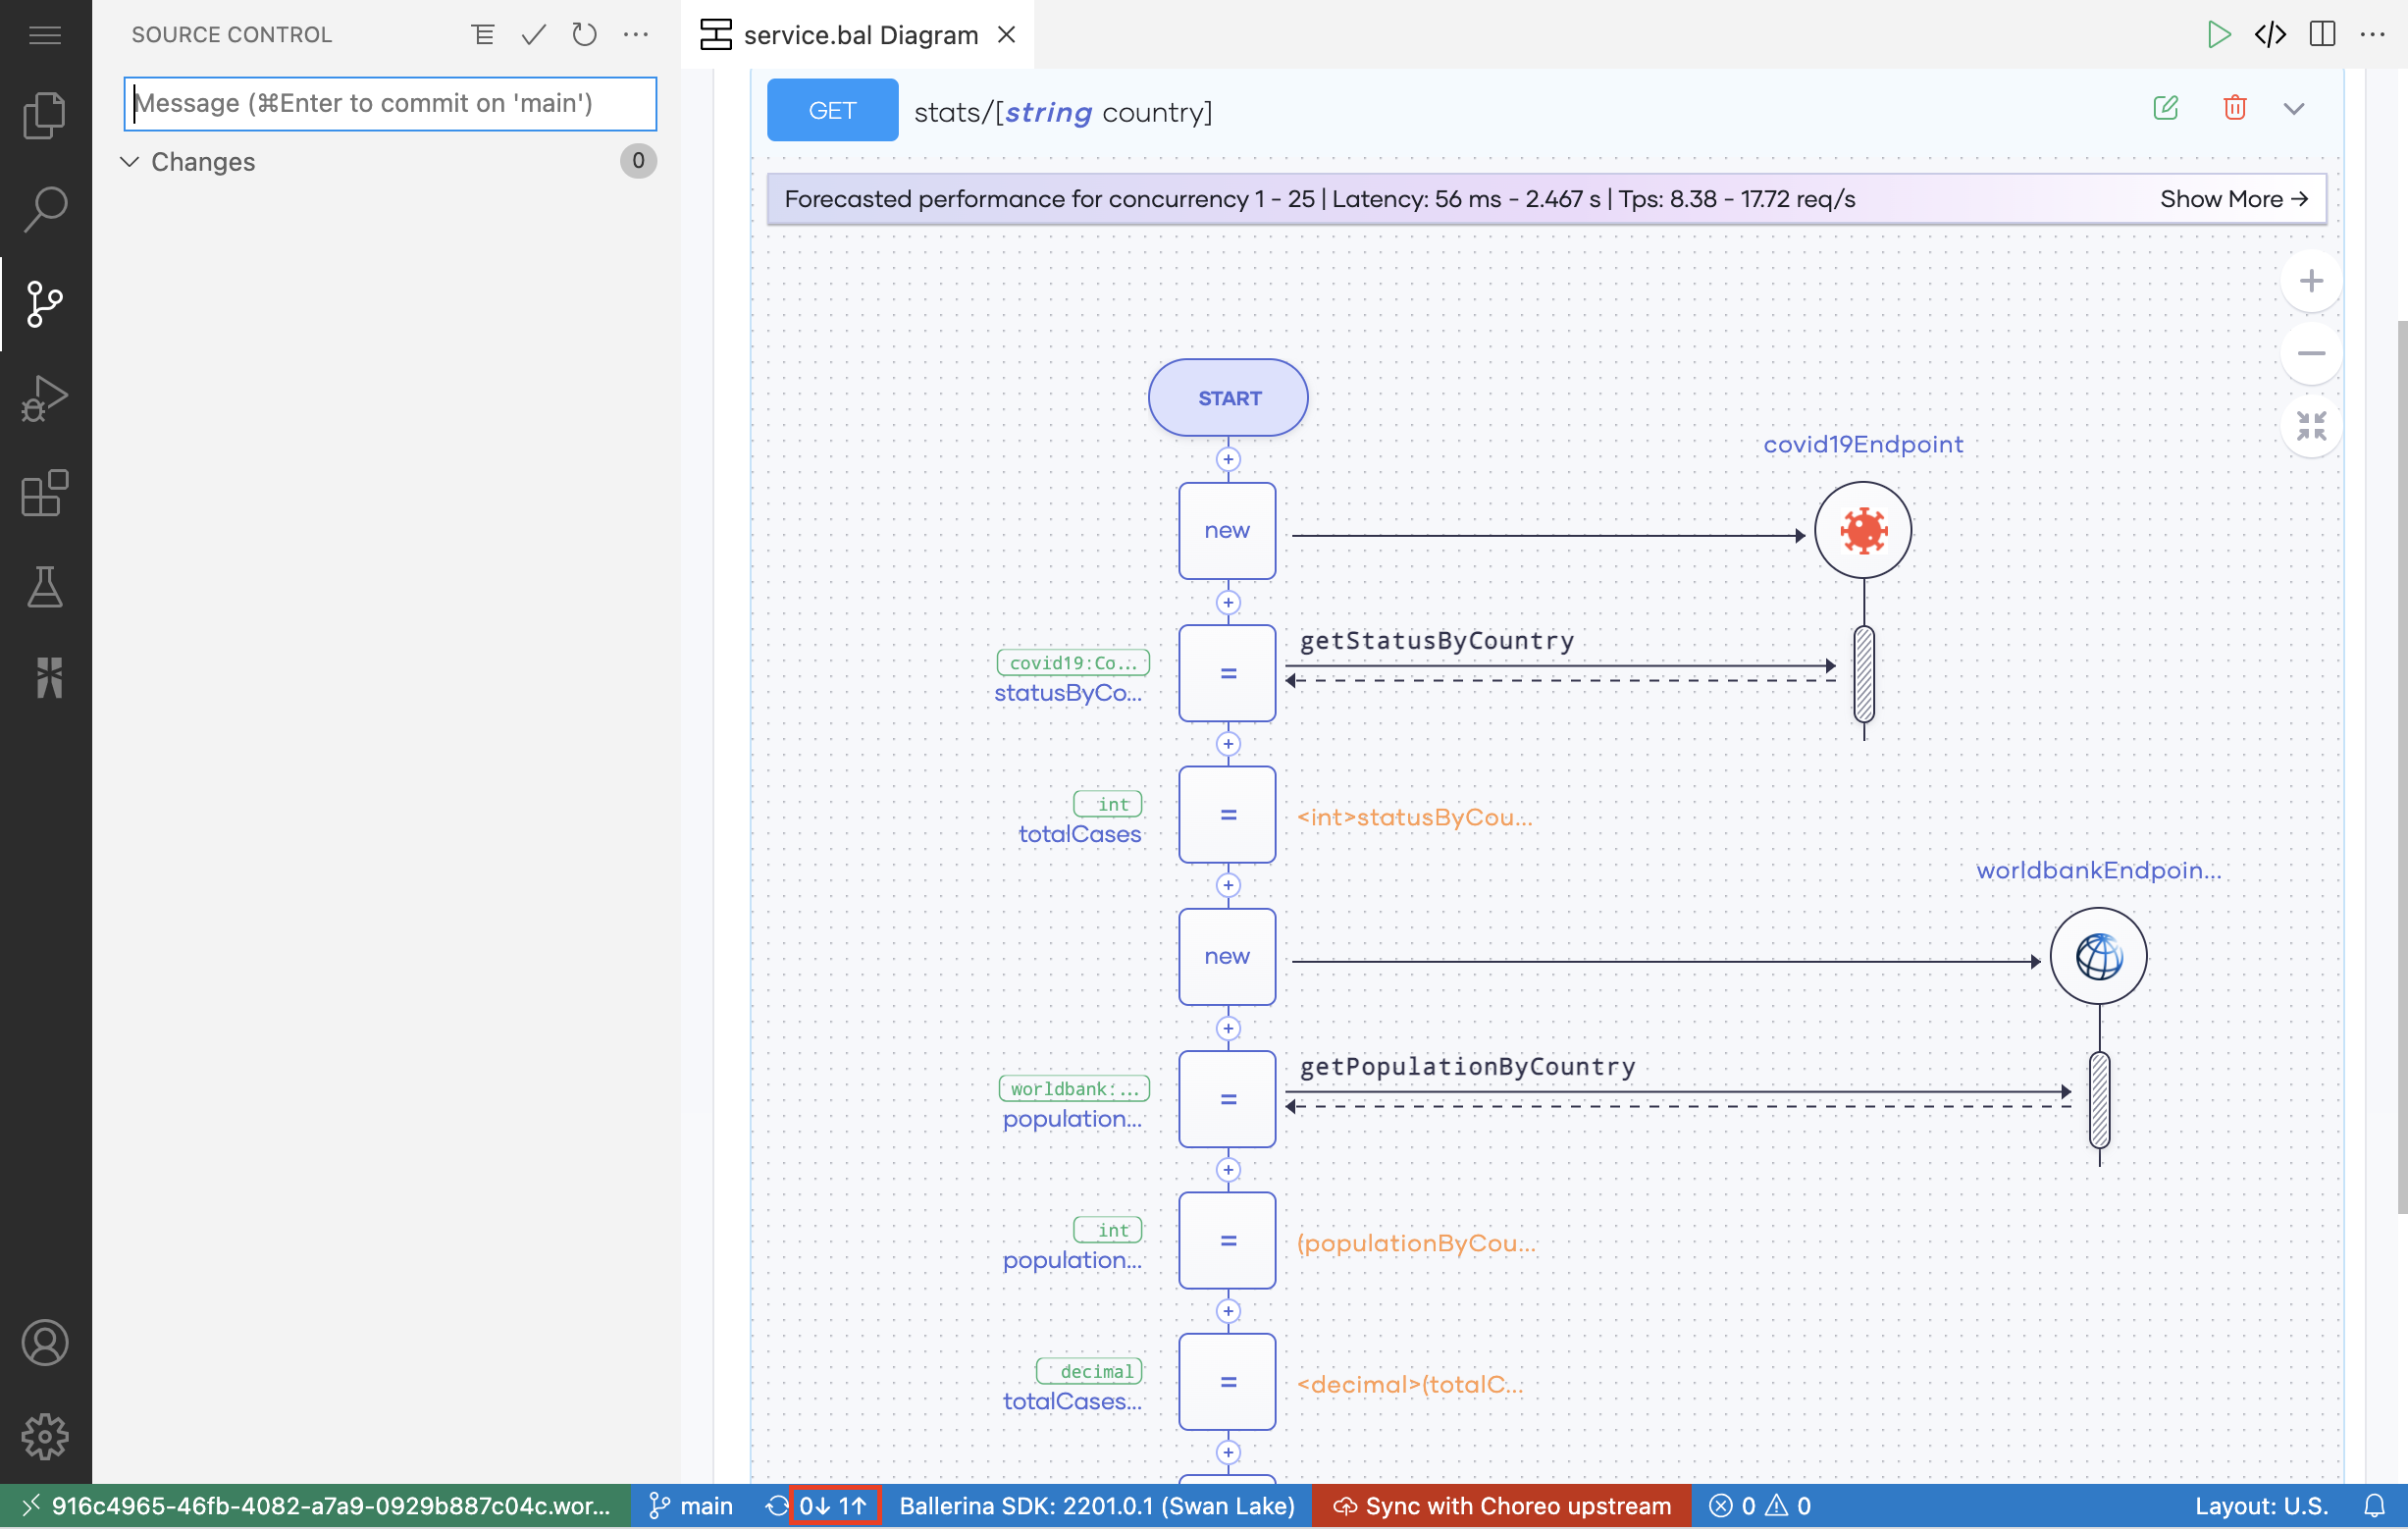 SOURCE CONTROL
service.bal Diagram
Message (⌘Enter to commit on 'main')
Changes
0
GET stats/[string country]
Forecasted performance for concurrency 1 - 25 | Latency: 56 ms - 2.467 s | Tps: 8.38 - 17.72 req/s
Show More →
START
covid19Endpoint
new
getStatusByCountry
covid19:Co...
statusByCo...
=
int
totalCases
=
<int>statusByCou...
worldbankEndpoin...
new
getPopulationByCountry
worldbank:...
population...
=
int
population...
=
(populationByCou...
decimal
totalCases...
=
<decimal>(totalC...
916c4965-46fb-4082-a7a9-0929b887c04c.wor...
main
0↓ 1↑
Ballerina SDK: 2201.0.1 (Swan Lake)
Sync with Choreo upstream
0
0
Layout: U.S.